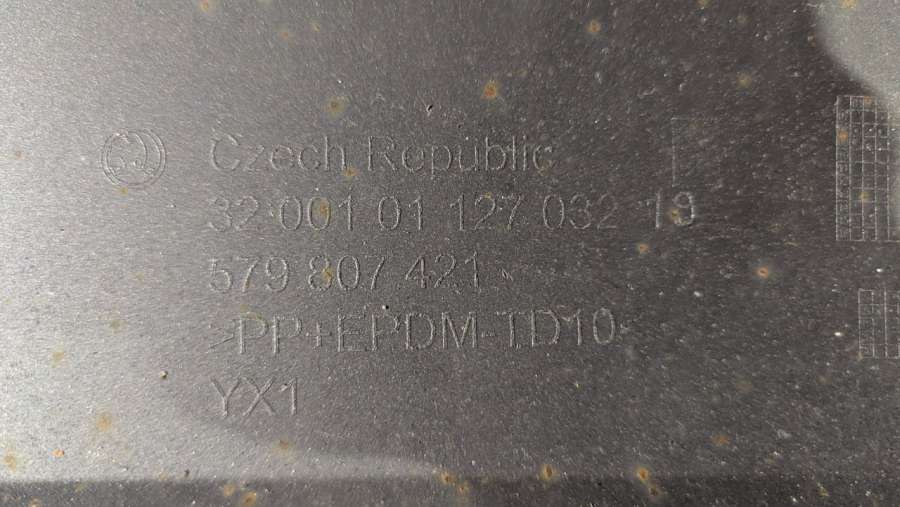 Czech Republic
32 001 01 127 032 19
579 807 421
>PP+EPDM-TD10<
YX1